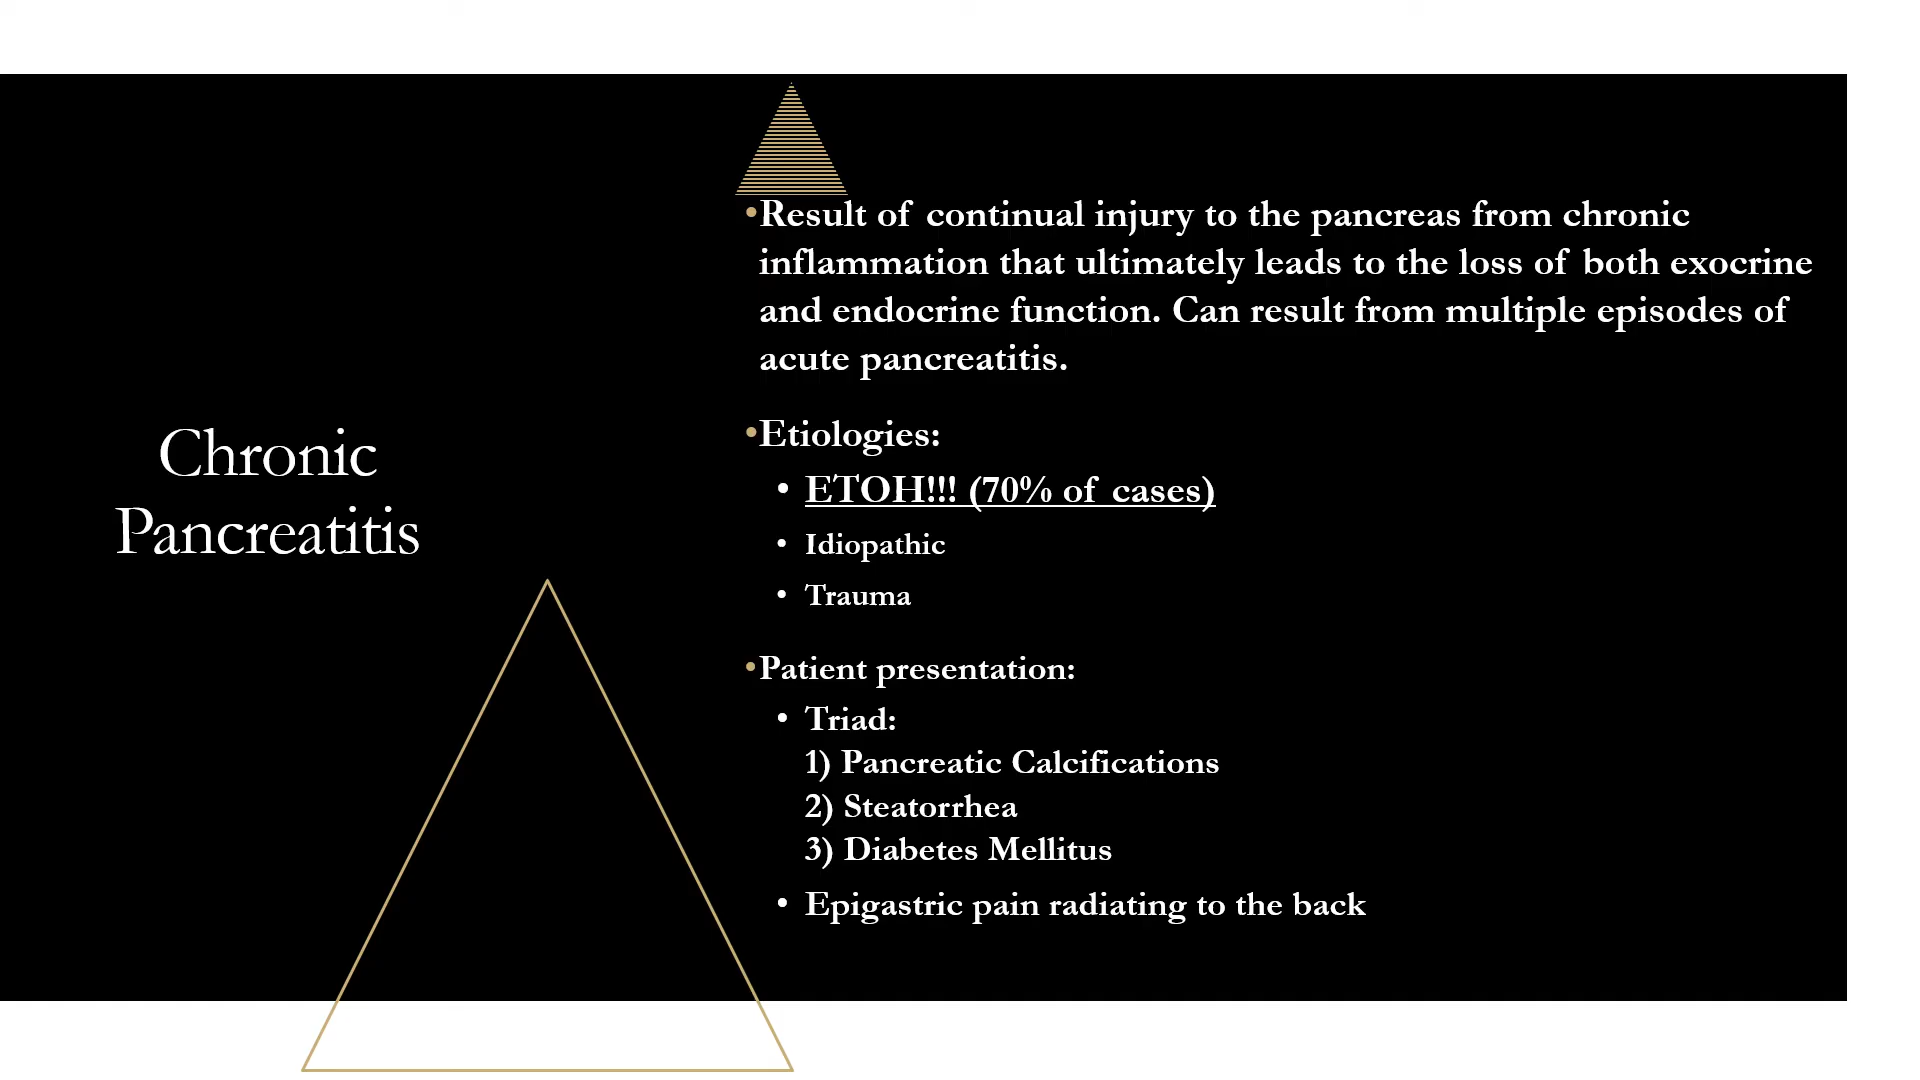 Chronic
Pancreatitis
•Result of continual injury to the pancreas from chronic
inflammation that ultimately leads to the loss of both exocrine
and endocrine function. Can result from multiple episodes of
acute pancreatitis.
•Etiologies:
• ETOH!!! (70% of cases)
• Idiopathic
• Trauma
•Patient presentation:
• Triad:
1) Pancreatic Calcifications
2) Steatorrhea
3) Diabetes Mellitus
• Epigastric pain radiating to the back